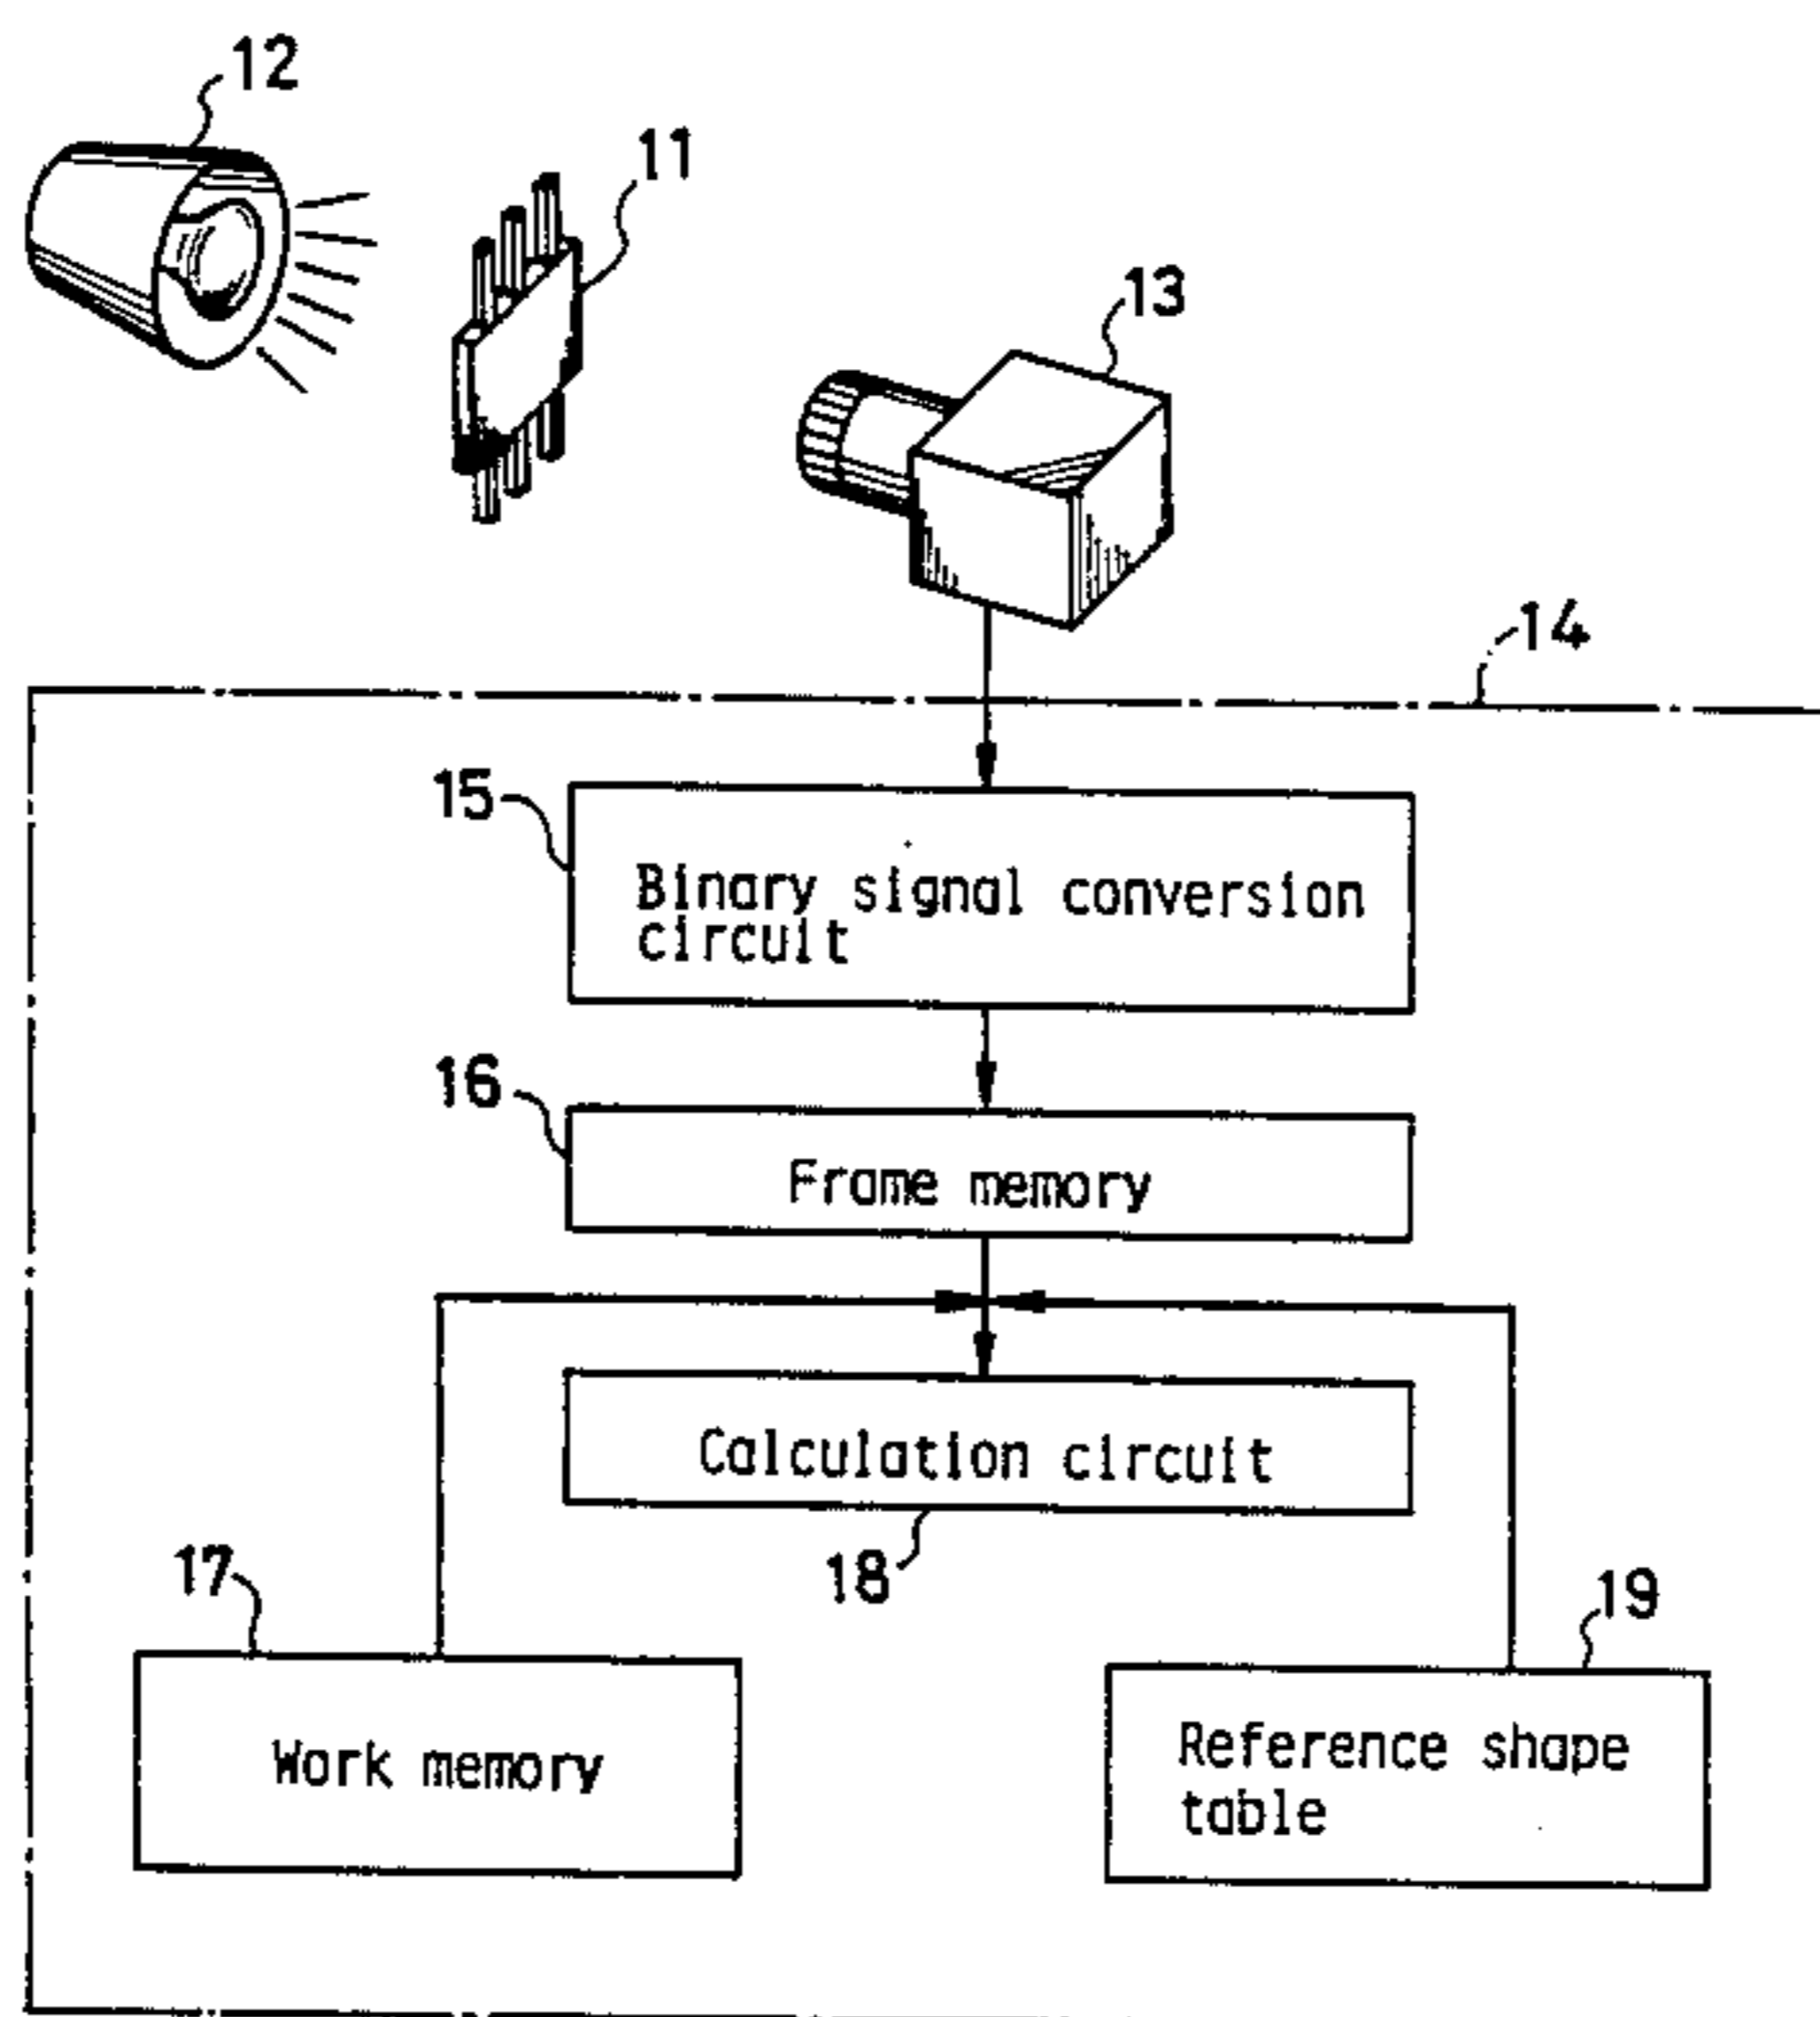 12
11
13
14
15
Binary signal conversion
circuit
16
Frame memory
Calculation circuit
17
18
19
Work memory
Reference shape
table